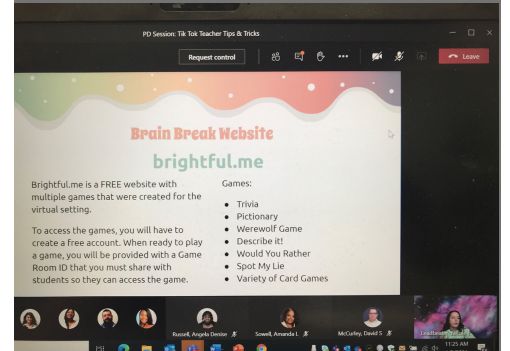 PD Session: Tik Tok Teacher Tips & Tricks
Request control
Leave
Brain Break Website
brightful.me
Brightful.me is a FREE website with
multiple games that were created for the
virtual setting.
To access the games, you will have to
create a free account. When ready to play
a game, you will be provided with a Game
Room ID that you must share with
students so they can access the game.
Games:
• Trivia
• Pictionary
• Werewolf Game
• Describe it!
• Would You Rather
• Spot My Lie
• Variety of Card Games
Russell, Angela Denise
Sowell, Amanda L
McCurley, David S
11:25 AM